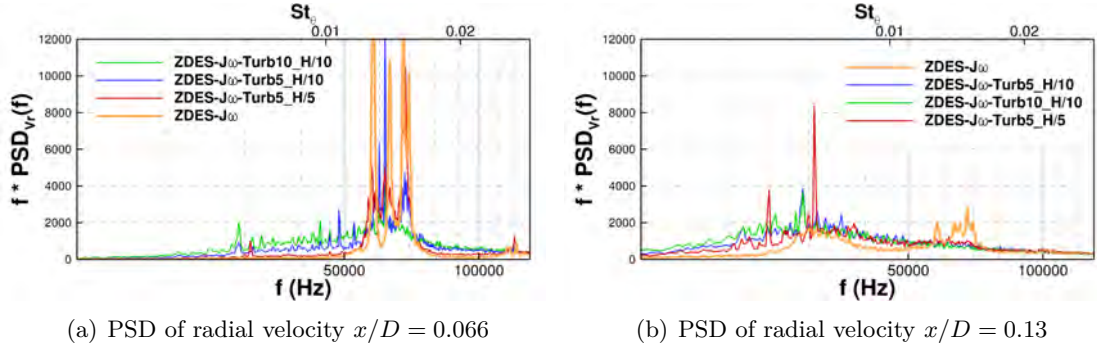 St_θ
0.01 0.02
12000
10000
8000
6000
4000
2000
0
f * PSD_Vr(f)
ZDES-Jω-Turb10_H/10
ZDES-Jω-Turb5_H/10
ZDES-Jω-Turb5_H/5
ZDES-Jω
50000 100000
f (Hz)
(a) PSD of radial velocity x/D = 0.066
St_θ
0.01 0.02
12000
10000
8000
6000
4000
2000
0
f * PSD_Vr(f)
ZDES-Jω
ZDES-Jω-Turb5_H/10
ZDES-Jω-Turb10_H/10
ZDES-Jω-Turb5_H/5
50000 100000
f (Hz)
(b) PSD of radial velocity x/D = 0.13